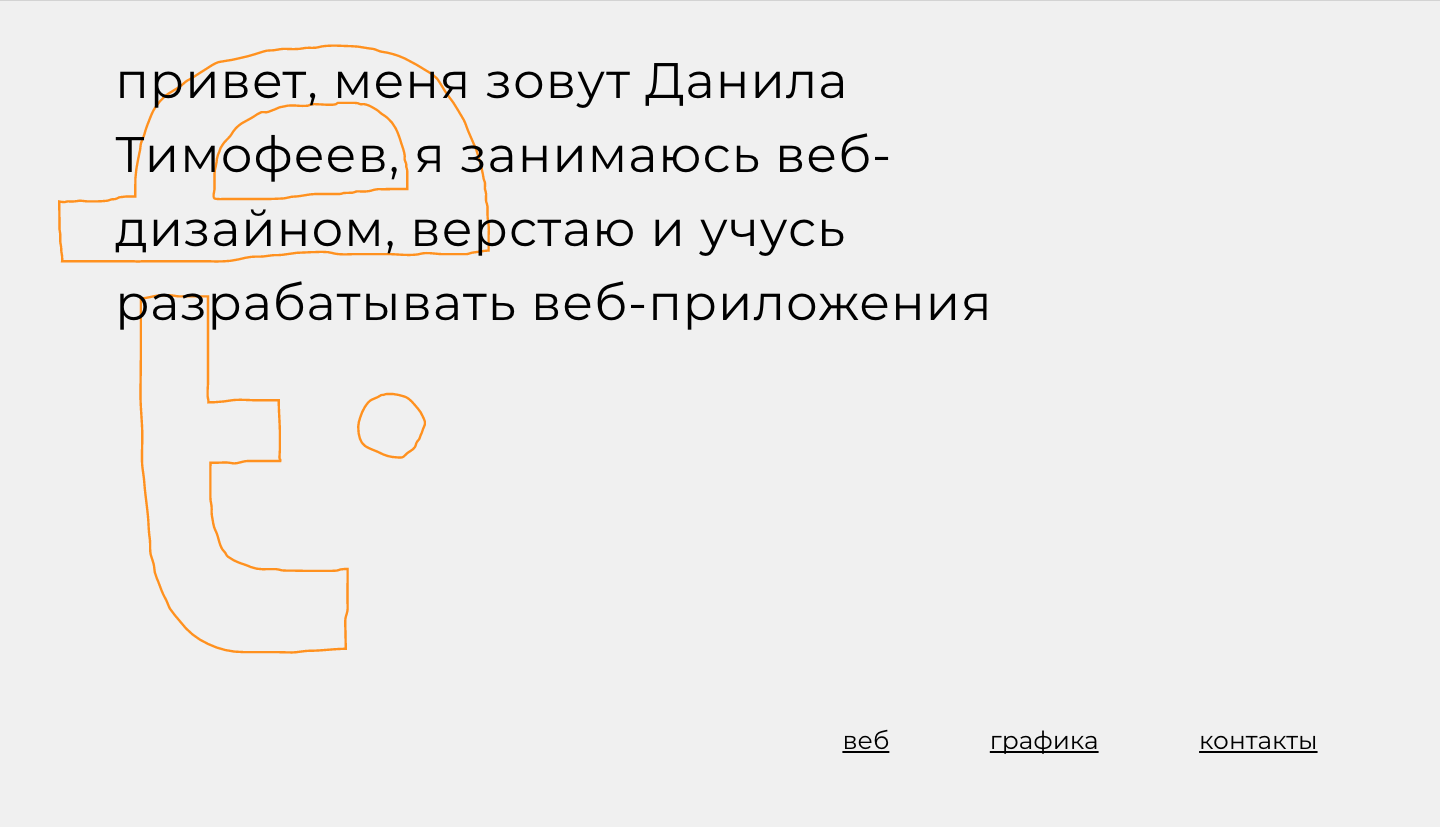 привет, меня зовут Данила
Тимофеев, я занимаюсь веб-
дизайном, верстаю и учусь
разрабатывать веб-приложения
веб графика контакты